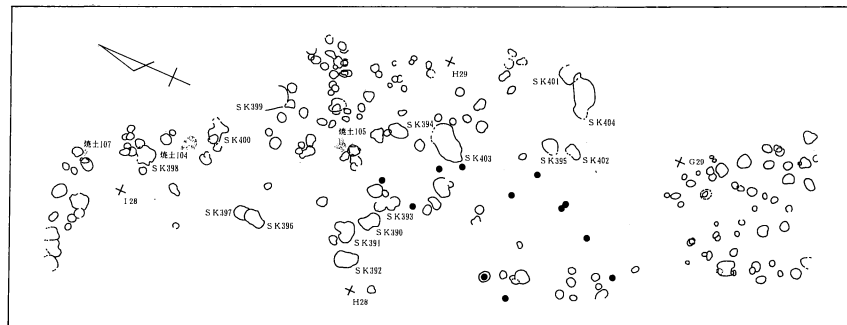 H29
SK401
SK399
SK404
SK394
焼土105
焼土107
焼土104
SK400
SK398
SK403
SK395
SK402
G29
I28
SK397
SK396
SK393
SK390
SK391
SK392
H28